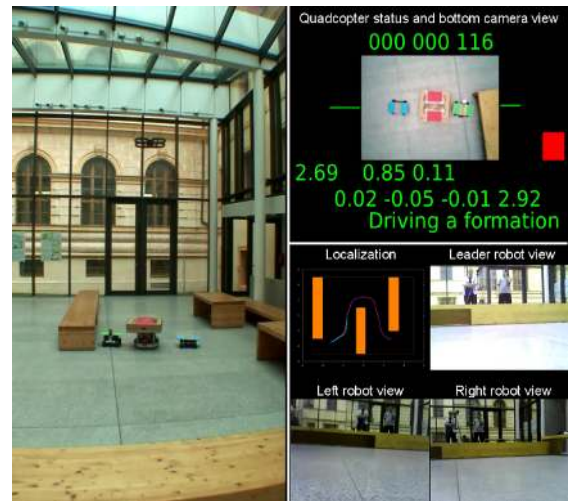 Quadcopter status and bottom camera view
000 000 116
2.69 0.85 0.11
0.02 -0.05 -0.01 2.92
Driving a formation
Localization
Leader robot view
Left robot view
Right robot view